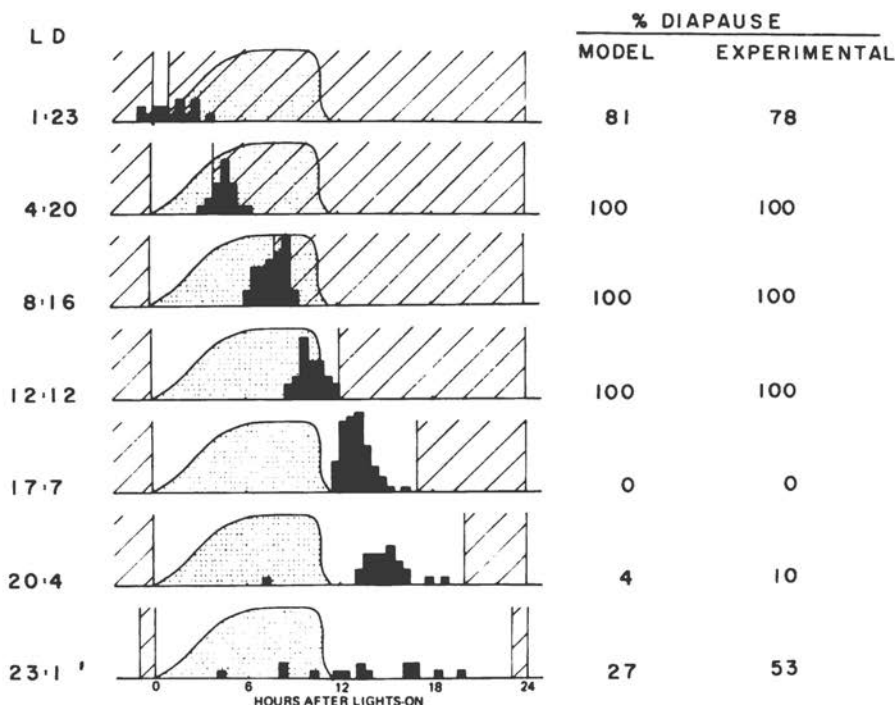 % DIAPAUSE
L D MODEL EXPERIMENTAL
1:23 81 78
4:20 100 100
8:16 100 100
12:12 100 100
17:7 0 0
20:4 4 10
23:1 ' 27 53
0 6 12 18 24
HOURS AFTER LIGHTS-ON